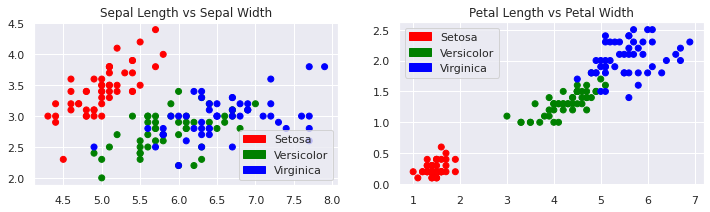 Sepal Length vs Sepal Width
4.5
4.0
3.5
3.0
2.5
2.0
4.5 5.0 5.5 6.0 6.5 7.0 7.5 8.0
Setosa
Versicolor
Virginica
Petal Length vs Petal Width
2.5
2.0
1.5
1.0
0.5
0.0
1 2 3 4 5 6 7
Setosa
Versicolor
Virginica